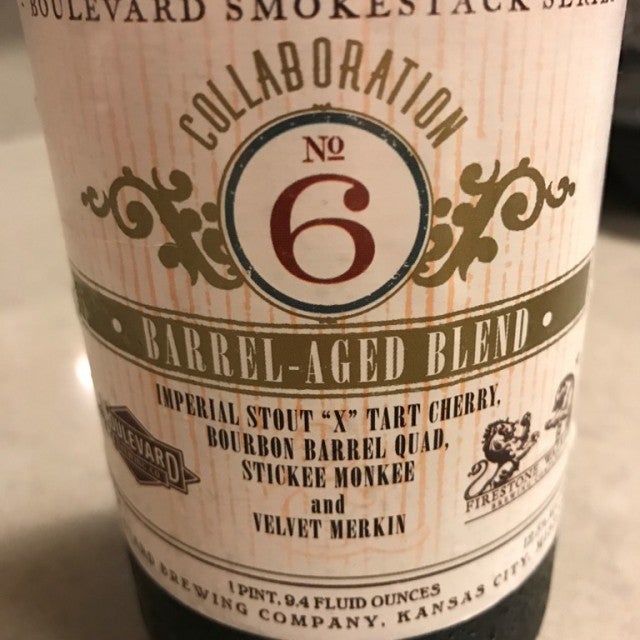 BOULEVARD SMOKESTACK SERIES
COLLABORATION
No
6
• BARREL-AGED BLEND •
IMPERIAL STOUT "X" TART CHERRY,
BOURBON BARREL QUAD,
STICKEE MONKEE
and
VELVET MERKIN
BOULEVARD
FIRESTONE
1 PINT, 9.4 FLUID OUNCES
BREWING COMPANY, KANSAS CITY,